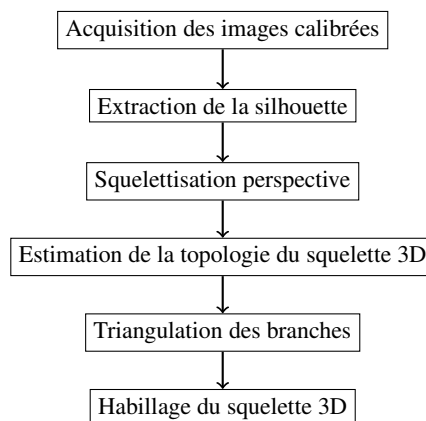 Acquisition des images calibrées
Extraction de la silhouette
Squelettisation perspective
Estimation de la topologie du squelette 3D
Triangulation des branches
Habillage du squelette 3D